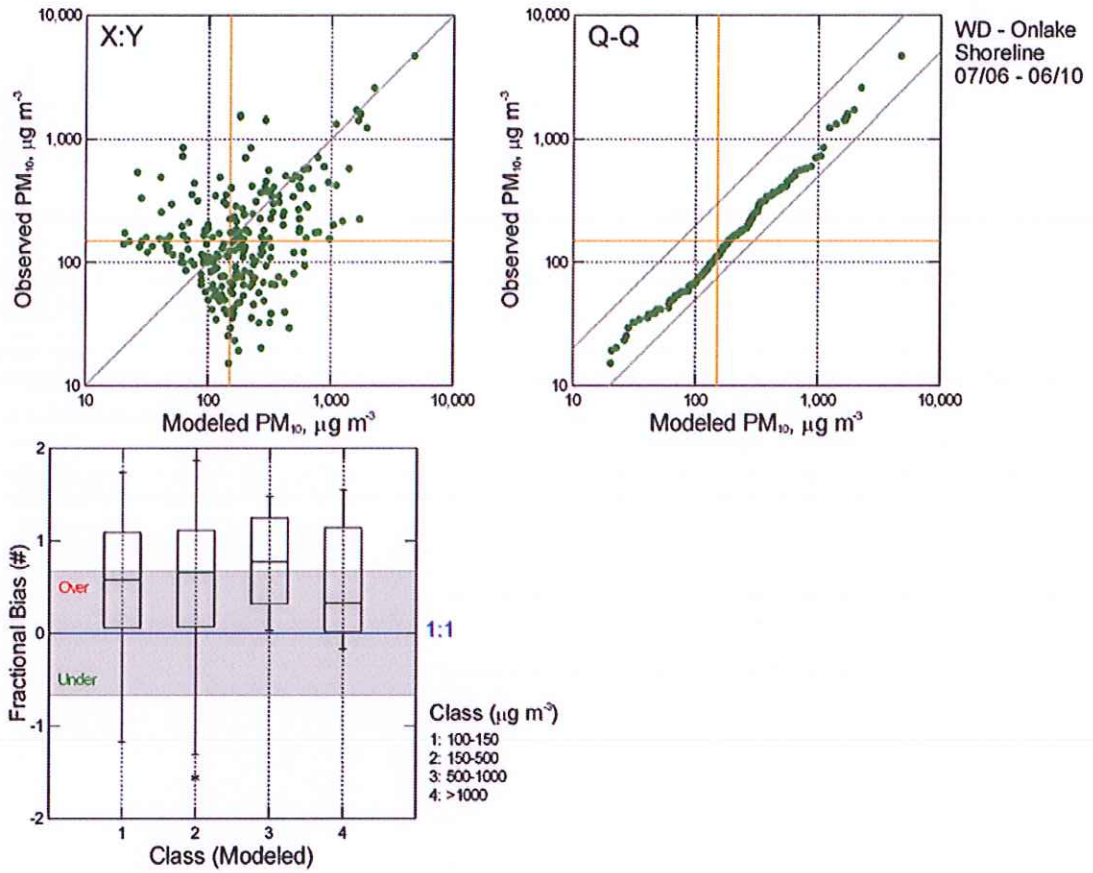 X:Y
10,000
1,000
100
10
Observed PM₁₀, µg m⁻³
10
100
1,000
10,000
Modeled PM₁₀, µg m⁻³
Q-Q
10,000
1,000
100
10
Observed PM₁₀, µg m⁻³
10
100
1,000
10,000
Modeled PM₁₀, µg m⁻³
WD - Onlake
Shoreline
07/06 - 06/10
2
1
0
-1
-2
Fractional Bias (#)
Over
Under
1:1
1
2
3
4
Class (Modeled)
Class (µg m⁻³)
1: 100-150
2: 150-500
3: 500-1000
4: >1000